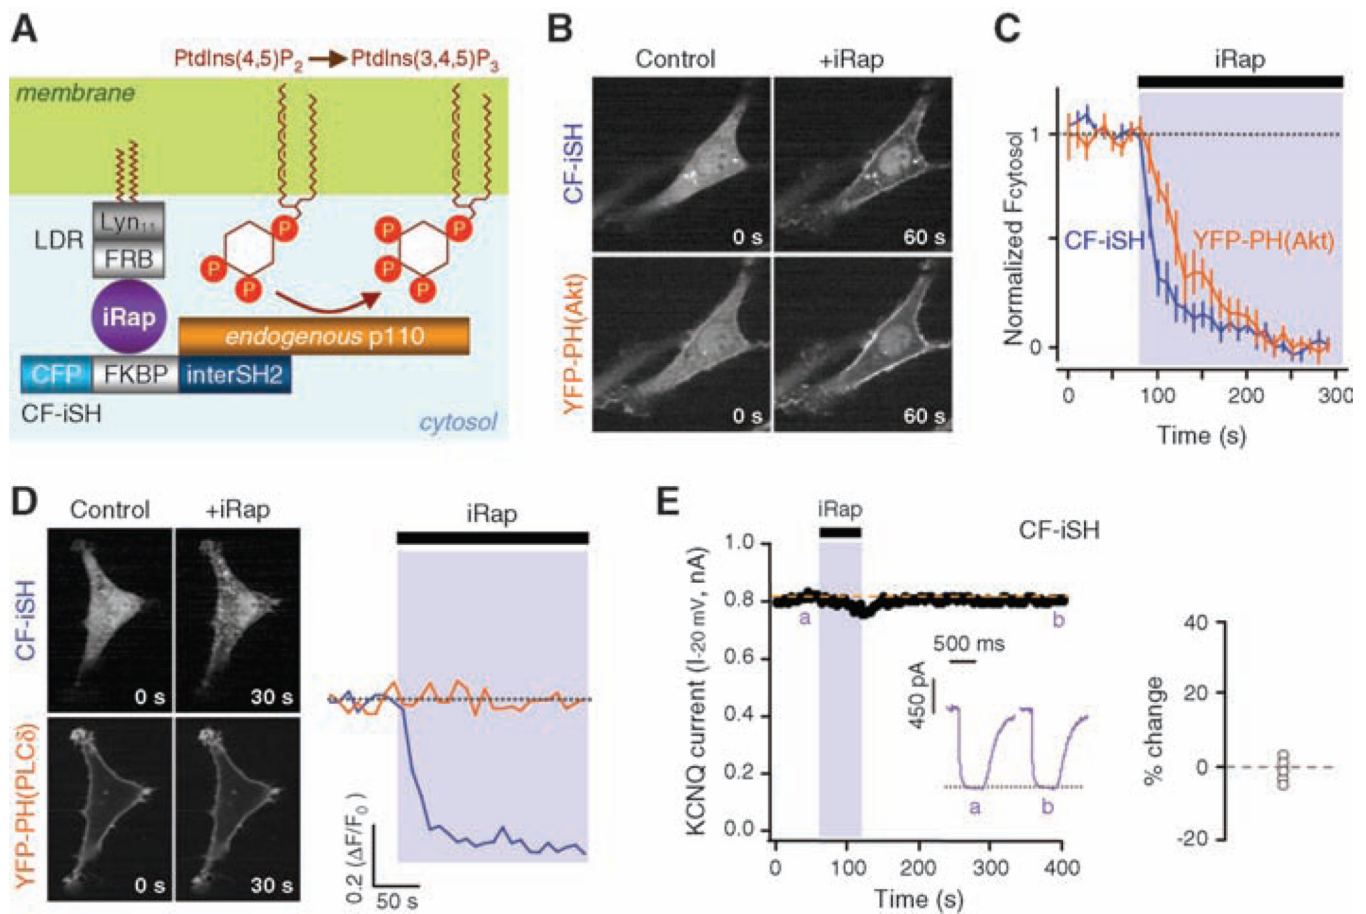 A
PtdIns(4,5)P2 PtdIns(3,4,5)P3
membrane
LDR
Lyn11
FRB
iRap
P P P P P P P
endogenous p110
CFP FKBP interSH2
CF-iSH
cytosol
B
Control +iRap
CF-iSH
0 s 60 s
YFP-PH(Akt)
0 s 60 s
C
iRap
Normalized Fcytosol
1
0
CF-iSH YFP-PH(Akt)
0 100 200 300
Time (s)
D
Control +iRap
CF-iSH
0 s 30 s
YFP-PH(PLCδ)
0 s 30 s
iRap
0.2 (ΔF/F0)
50 s
E
iRap
CF-iSH
KCNQ current (I-20 mV, nA)
1.0
0.8
0.6
0.4
0.2
0.0
a b
500 ms
450 pA
a b
0 100 200 300 400
Time (s)
% change
40
20
0
-20